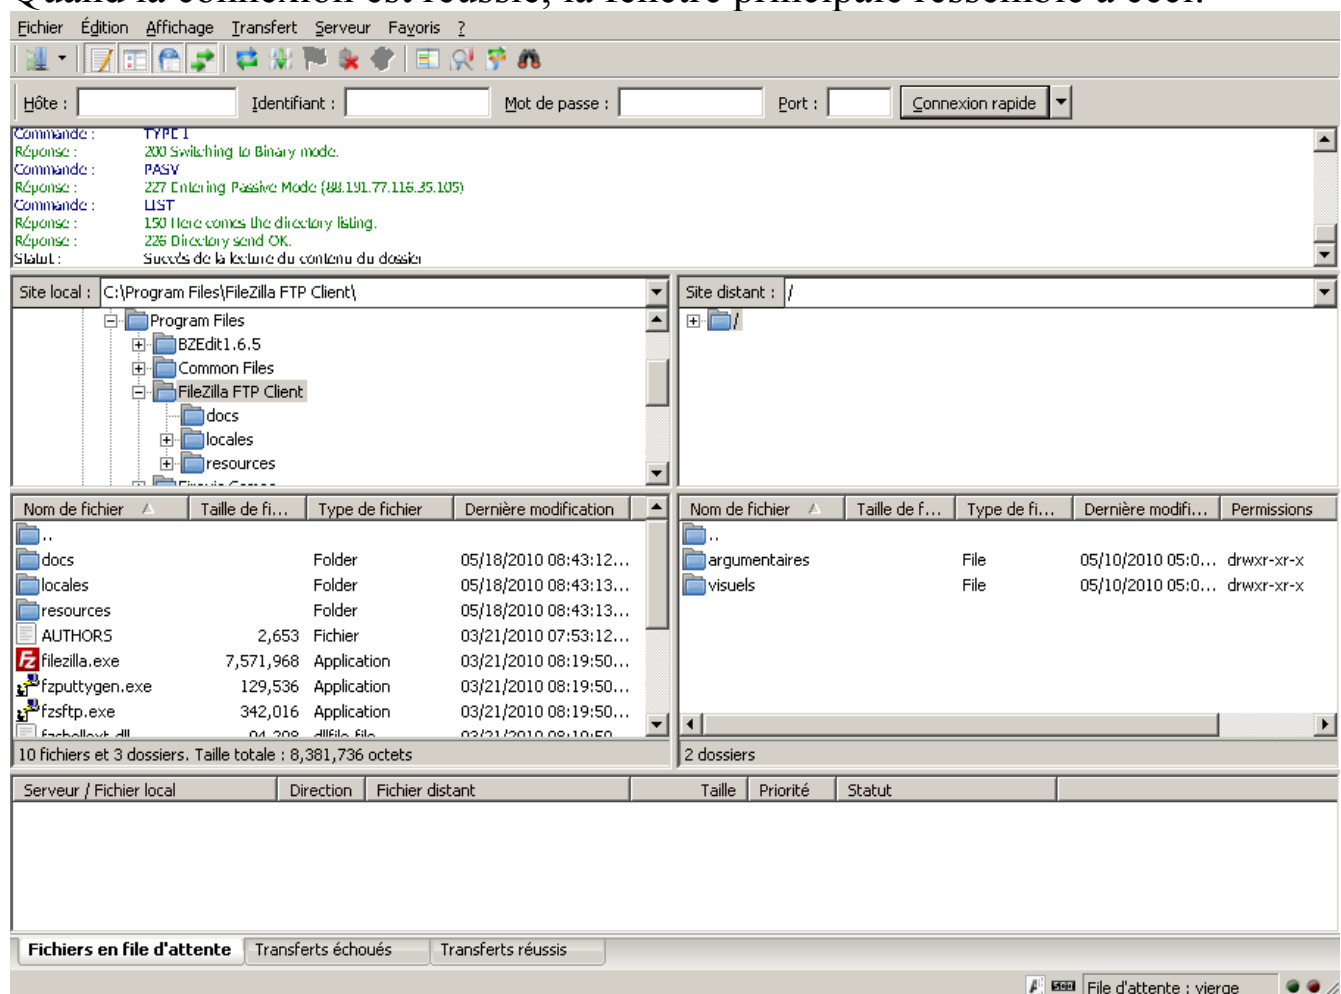 Quand la connexion est réussie, la fenêtre principale ressemble à ceci:
Fichier Édition Affichage Transfert Serveur Favoris ?
Hôte : Identifiant : Mot de passe : Port : Connexion rapide
Commande : TYPE I
Réponse : 200 Switching to Binary mode.
Commande : PASV
Réponse : 227 Entering Passive Mode (88.191.77.116.35.105)
Commande : LIST
Réponse : 150 Here comes the directory listing.
Réponse : 226 Directory send OK.
Statut : Succès de la lecture du contenu du dossier
Site local : C:\Program Files\FileZilla FTP Client\
Program Files
BZEdit1.6.5
Common Files
FileZilla FTP Client
docs
locales
resources
Site distant : /
/
Nom de fichier Taille de fi... Type de fichier Dernière modification
..
docs Folder 05/18/2010 08:43:12...
locales Folder 05/18/2010 08:43:13...
resources Folder 05/18/2010 08:43:13...
AUTHORS 2,653 Fichier 03/21/2010 07:53:12...
filezilla.exe 7,571,968 Application 03/21/2010 08:19:50...
fzputtygen.exe 129,536 Application 03/21/2010 08:19:50...
fzsftp.exe 342,016 Application 03/21/2010 08:19:50...
10 fichiers et 3 dossiers. Taille totale : 8,381,736 octets
Nom de fichier Taille de f... Type de fi... Dernière modifi... Permissions
..
argumentaires File 05/10/2010 05:0... drwxr-xr-x
visuels File 05/10/2010 05:0... drwxr-xr-x
2 dossiers
Serveur / Fichier local Direction Fichier distant Taille Priorité Statut
Fichiers en file d'attente Transferts échoués Transferts réussis
File d'attente : vierge